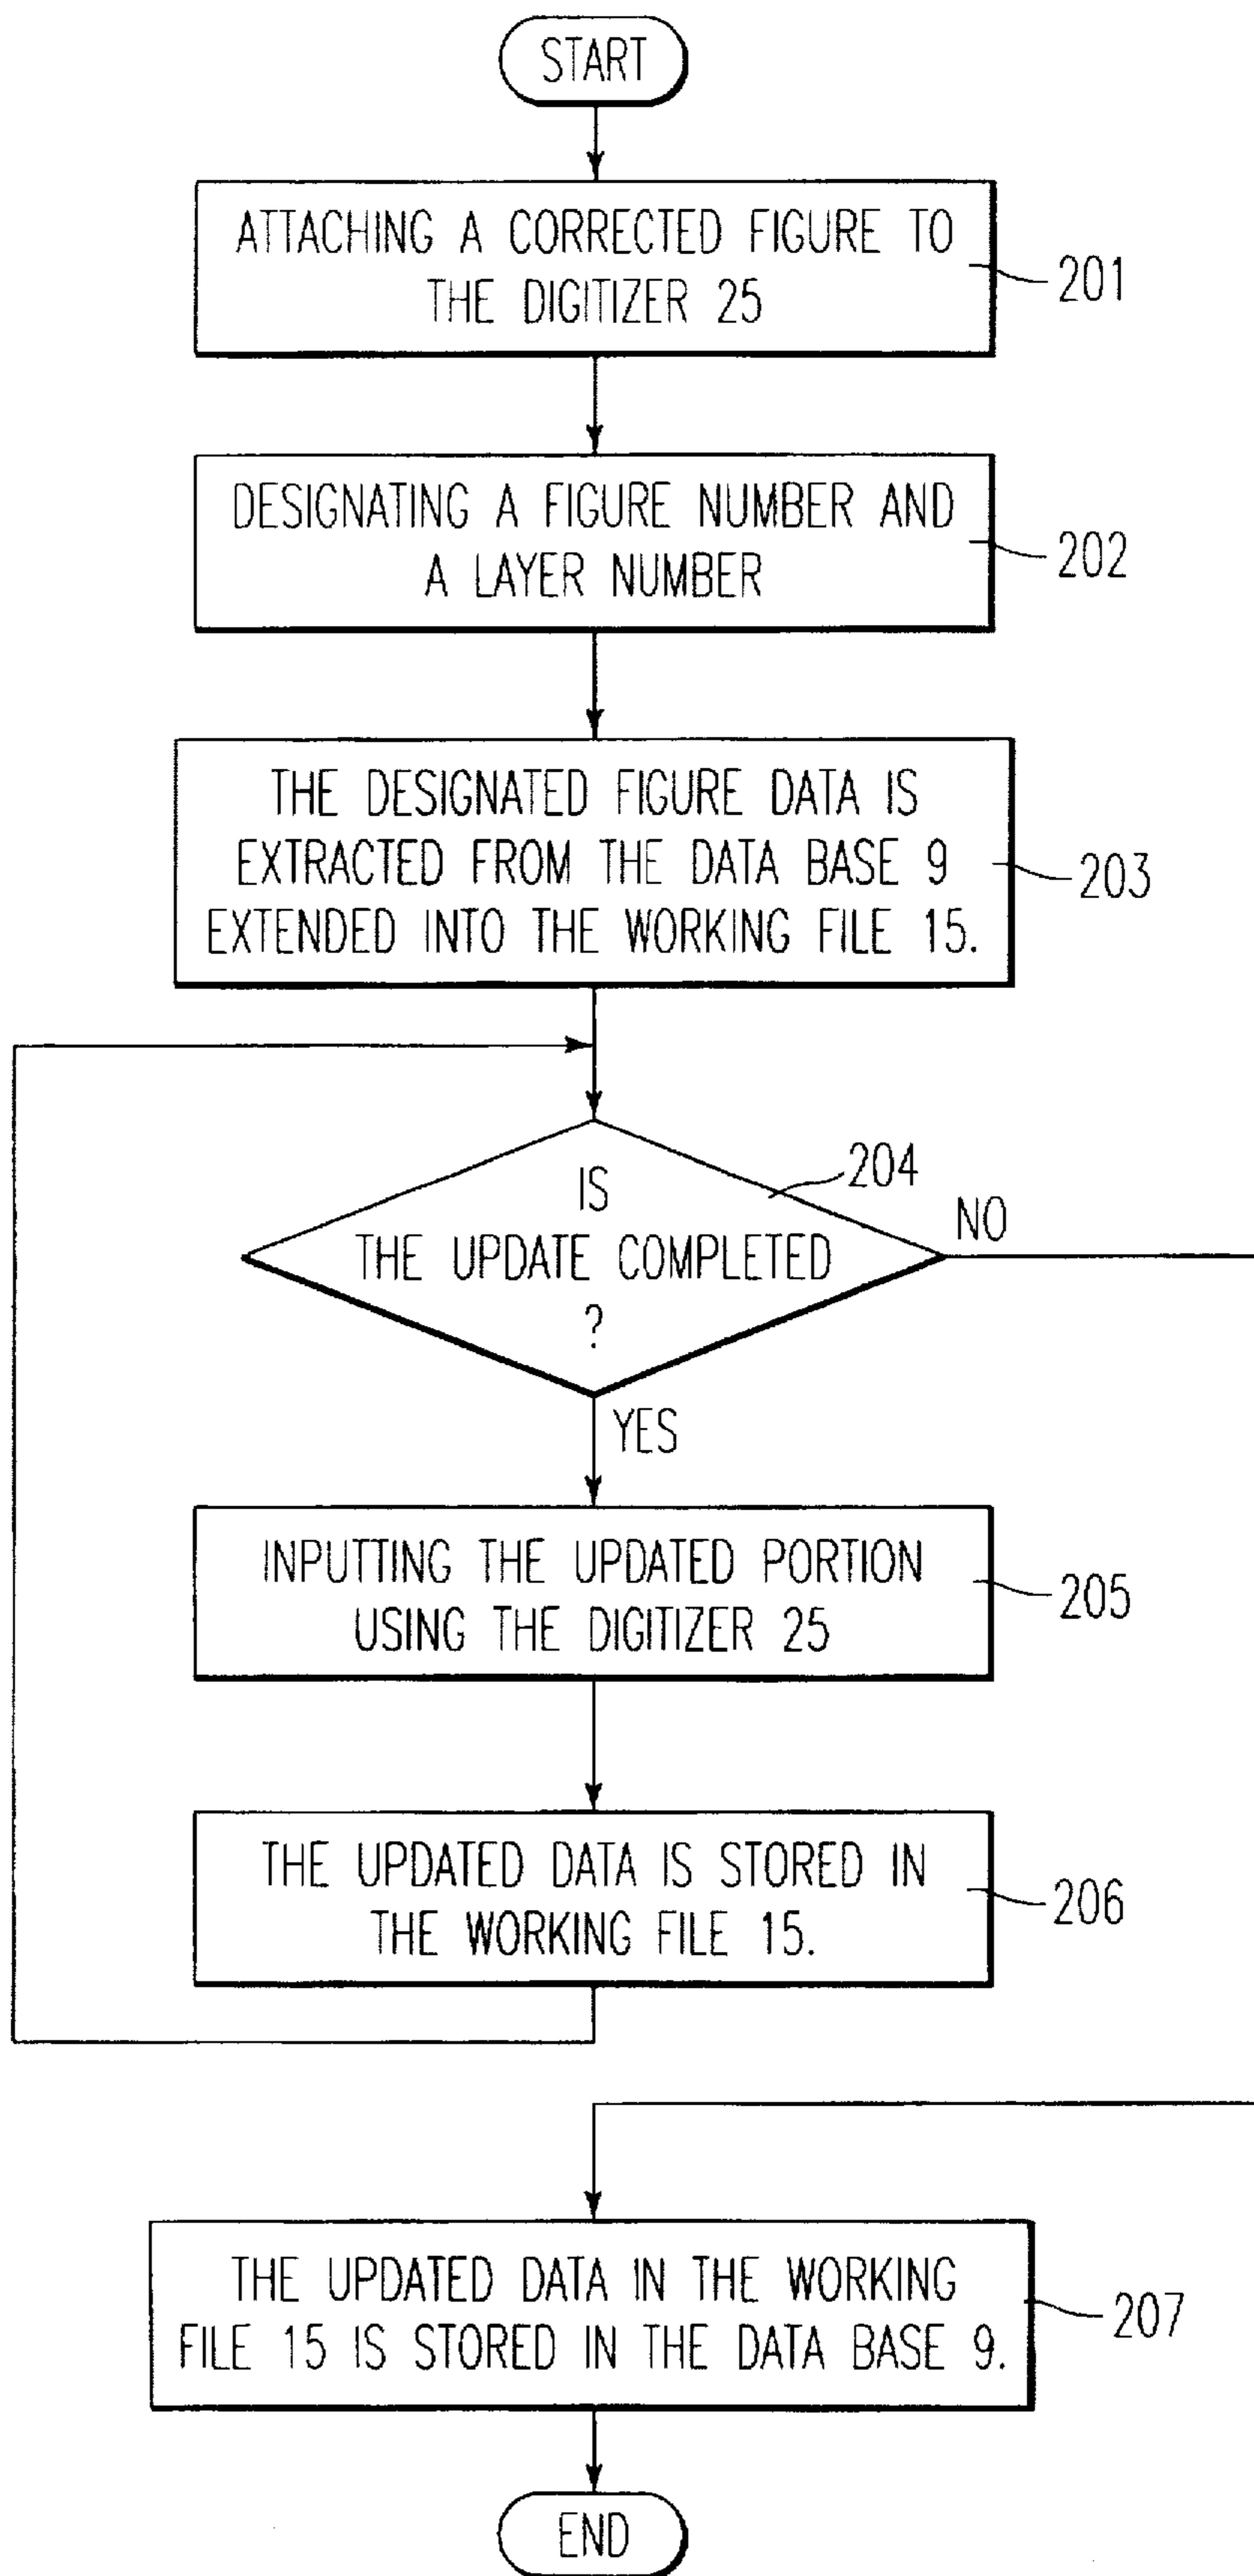 START
ATTACHING A CORRECTED FIGURE TO
THE DIGITIZER 25
201
DESIGNATING A FIGURE NUMBER AND
A LAYER NUMBER
202
THE DESIGNATED FIGURE DATA IS
EXTRACTED FROM THE DATA BASE 9
EXTENDED INTO THE WORKING FILE 15.
203
204
IS
THE UPDATE COMPLETED
?
NO
YES
INPUTTING THE UPDATED PORTION
USING THE DIGITIZER 25
205
THE UPDATED DATA IS STORED IN
THE WORKING FILE 15.
206
THE UPDATED DATA IN THE WORKING
FILE 15 IS STORED IN THE DATA BASE 9.
207
END